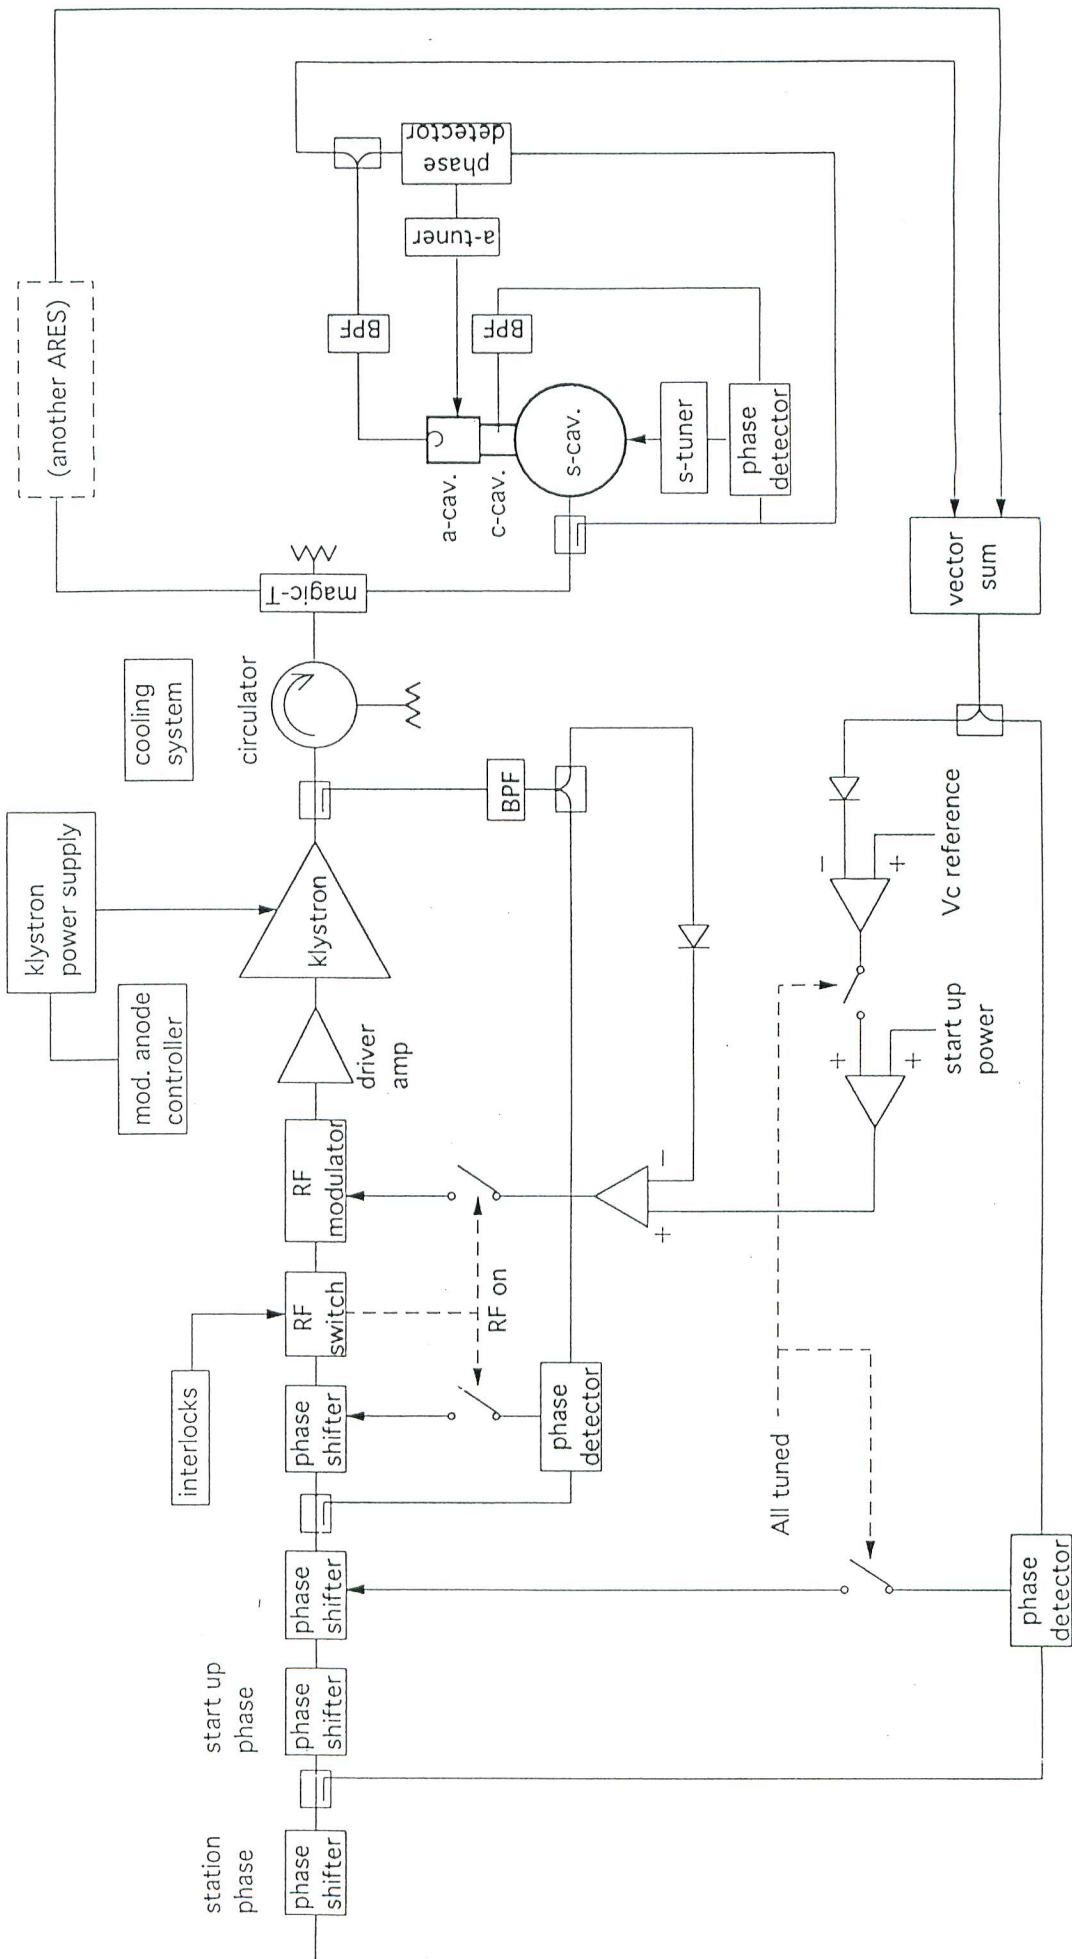 station
phase
phase
shifter
start up
phase
phase
shifter
phase
shifter
interlocks
phase
shifter
RF
switch
RF
modulator
mod. anode
controller
klystron
power supply
driver
amp
klystron
cooling
system
circulator
magic-T
(another ARES)
BPF
a-tuner
phase
detector
a-cav.
c-cav.
BPF
s-cav.
s-tuner
phase
detector
BPF
RF on
phase
detector
+
−
All tuned
−
+
Vc reference
+
+
start up
power
vector
sum
phase
detector